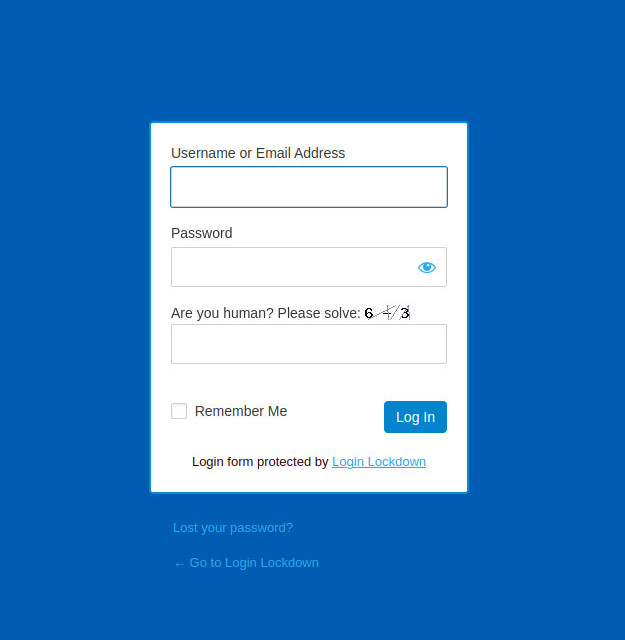 Username or Email Address
Password
Are you human? Please solve: 6 + 3
Remember Me
Log In
Login form protected by Login Lockdown
Lost your password?
← Go to Login Lockdown